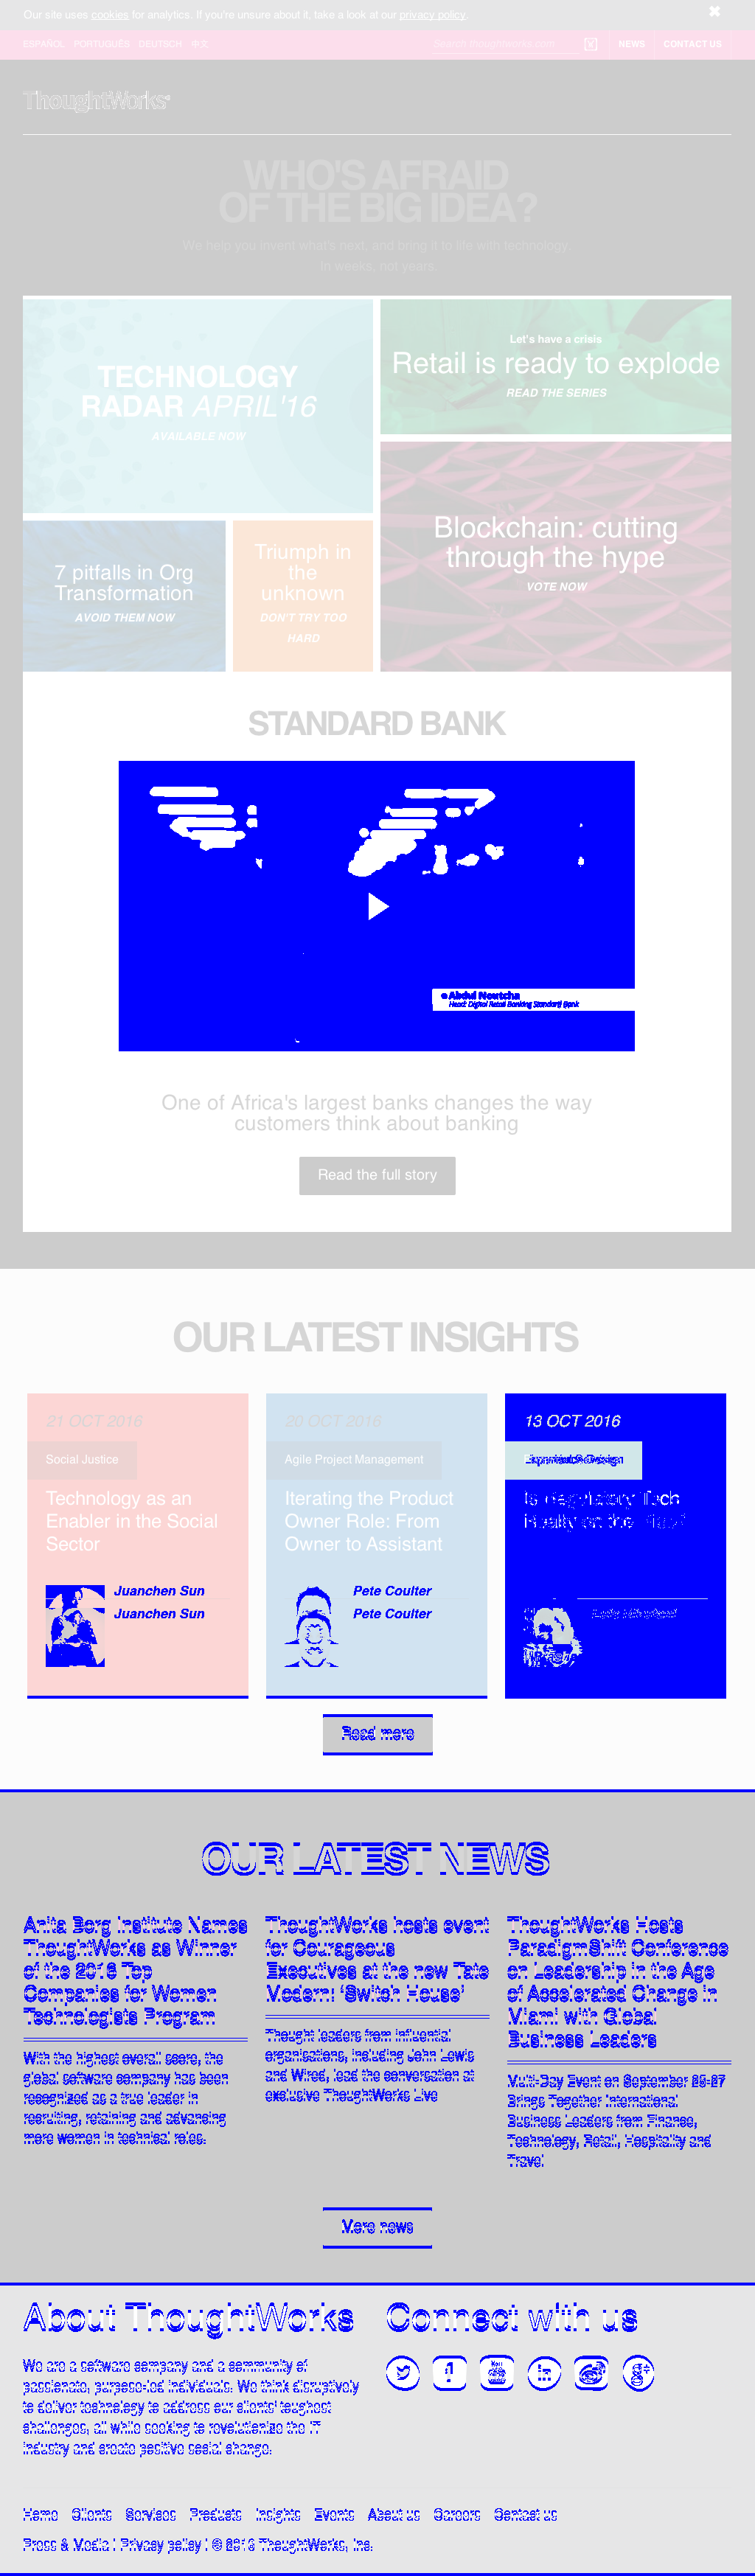 Our site uses cookies for analytics. If you're unsure about it, take a look at our privacy policy.
ESPAÑOL PORTUGUÊS DEUTSCH 中文
Search thoughtworks.com NEWS CONTACT US
ThoughtWorks®
WHO'S AFRAID
OF THE BIG IDEA?
We help you invent what's next, and bring it to life with technology.
In weeks, not years.
TECHNOLOGY
RADAR APRIL'16
AVAILABLE NOW
Let's have a crisis
Retail is ready to explode
READ THE SERIES
Blockchain: cutting
through the hype
VOTE NOW
7 pitfalls in Org
Transformation
AVOID THEM NOW
Triumph in
the
unknown
DON'T TRY TOO
HARD
STANDARD BANK
Head: Digital Retail Banking Standard Bank
One of Africa's largest banks changes the way
customers think about banking
Read the full story
OUR LATEST INSIGHTS
21 OCT 2016
Social Justice
Technology as an
Enabler in the Social
Sector
Juanchen Sun
Juanchen Sun
20 OCT 2016
Agile Project Management
Iterating the Product
Owner Role: From
Owner to Assistant
Pete Coulter
Pete Coulter
13 OCT 2016
Tech
Read more
OUR LATEST NEWS
Anita Borg Institute Names
ThoughtWorks as Winner
of the 2016 Top
Companies for Women
Technologists Program
With the highest overall score, the
global software company has been
recognized as a true leader in
recruiting, retaining and advancing
more women in technical roles.
ThoughtWorks hosts event
for Courageous
Executives at the new Tate
Modern: ‘Switch House’
Thought leaders from influential
organisations, including John Lewis
and Wired, lead the conversation at
exclusive ThoughtWorks Live
ThoughtWorks Hosts
ParadigmShift Conference
on Leadership in the Age
of Accelerated Change in
Miami with Global
Business Leaders
Multi-Day Event on September 25-27
Brings Together International
Business Leaders from Finance,
Technology, Retail, Hospitality and
Travel
More news
About ThoughtWorks
We are a software company and a community of
passionate, purpose-led individuals. We think disruptively
to deliver technology to address our clients' toughest
challenges, all while seeking to revolutionize the IT
industry and create positive social change.
Connect with us
Home Clients Services Products Insights Events About us Careers Contact us
Press & Media | Privacy policy | © 2016 ThoughtWorks, Inc.